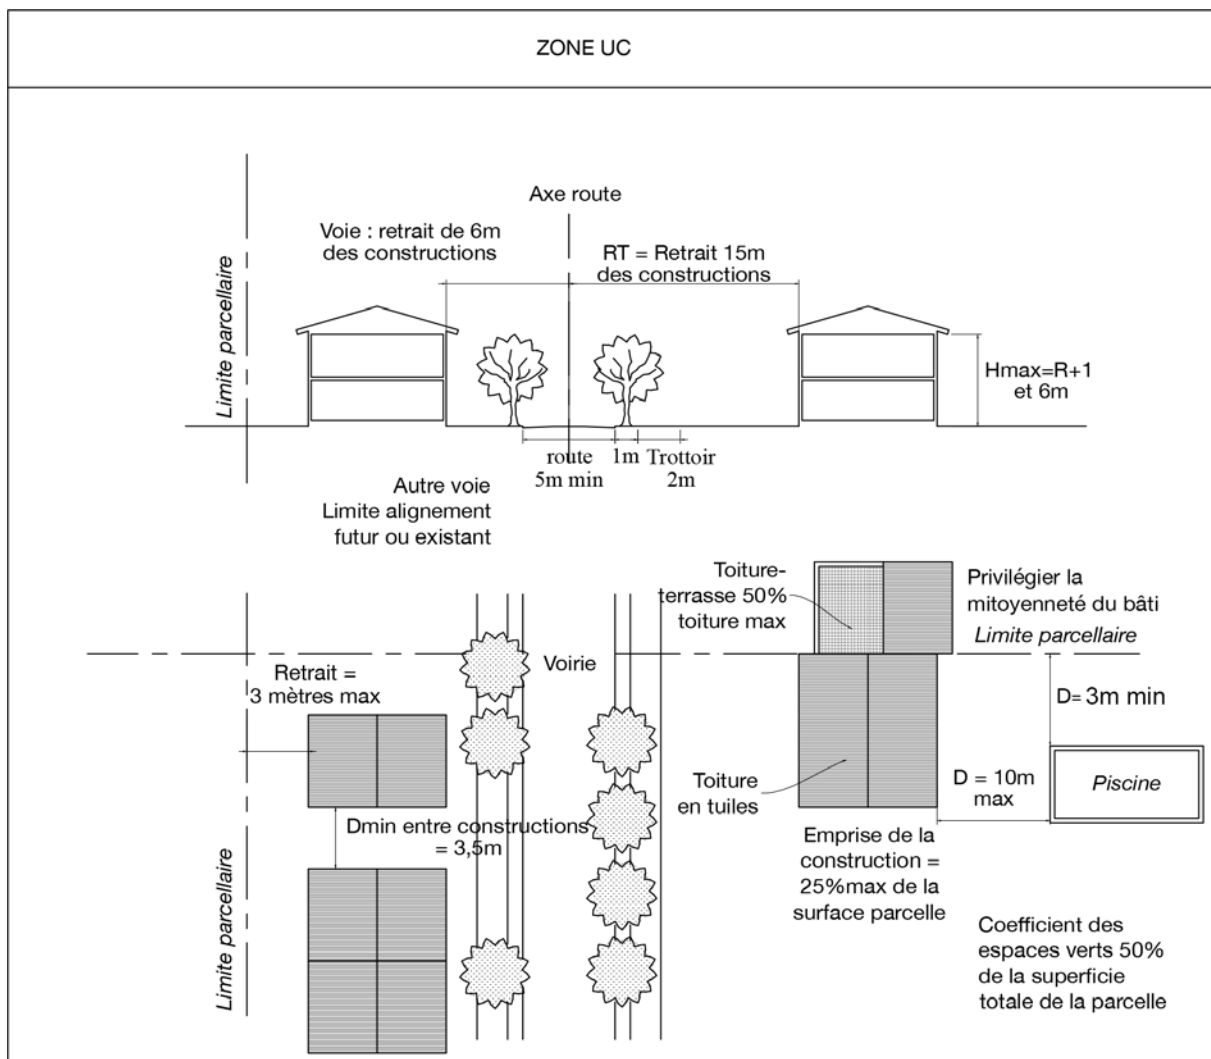 ZONE UC
Axe route
Voie : retrait de 6m
des constructions
RT = Retrait 15m
des constructions
Limite parcellaire
Hmax=R+1
et 6m
route
5m min
1m
Trottoir
2m
Autre voie
Limite alignement
futur ou existant
Toiture-
terrasse 50%
toiture max
Privilégier la
mitoyenneté du bâti
Limite parcellaire
Voirie
Retrait =
3 mètres max
D= 3m min
Toiture
en tuiles
D = 10m
max
Piscine
Dmin entre constructions
= 3,5m
Emprise de la
construction =
25%max de la
surface parcelle
Limite parcellaire
Coefficient des
espaces verts 50%
de la superficie
totale de la parcelle